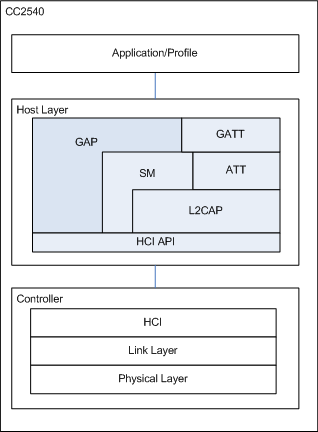 CC2540
Application/Profile
Host Layer
GAP
GATT
SM
ATT
L2CAP
HCI API
Controller
HCI
Link Layer
Physical Layer